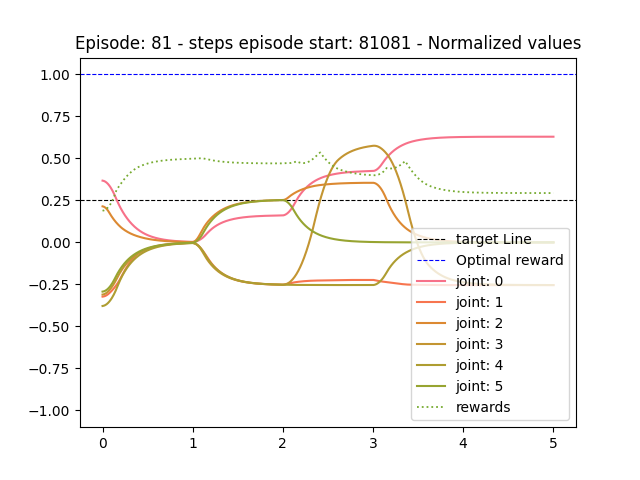 Episode: 81 - steps episode start: 81081 - Normalized values
1.00
0.75
0.50
0.25
0.00
−0.25
−0.50
−0.75
−1.00
0 1 2 3 4 5
target Line
Optimal reward
joint: 0
joint: 1
joint: 2
joint: 3
joint: 4
joint: 5
rewards